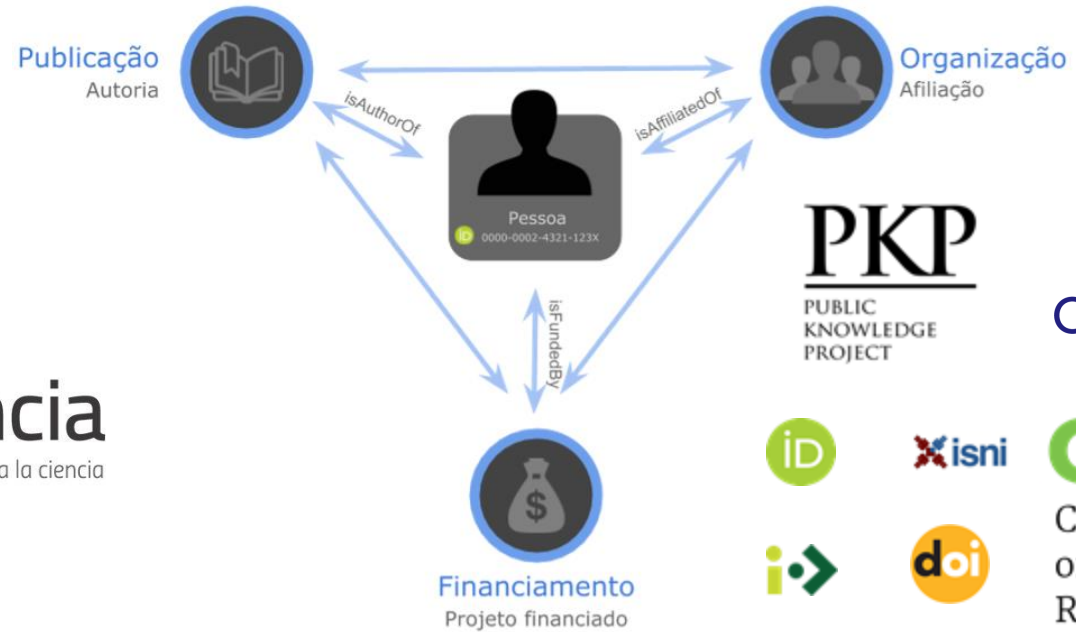 Publicação
Autoria
Organização
Afiliação
isAuthorOf
isAffiliatedOf
Pessoa
iD 0000-0002-4321-123X
isFundedBy
$
Financiamento
Projeto financiado
PKP
PUBLIC
KNOWLEDGE
PROJECT
a la ciencia
iD
isni
doi